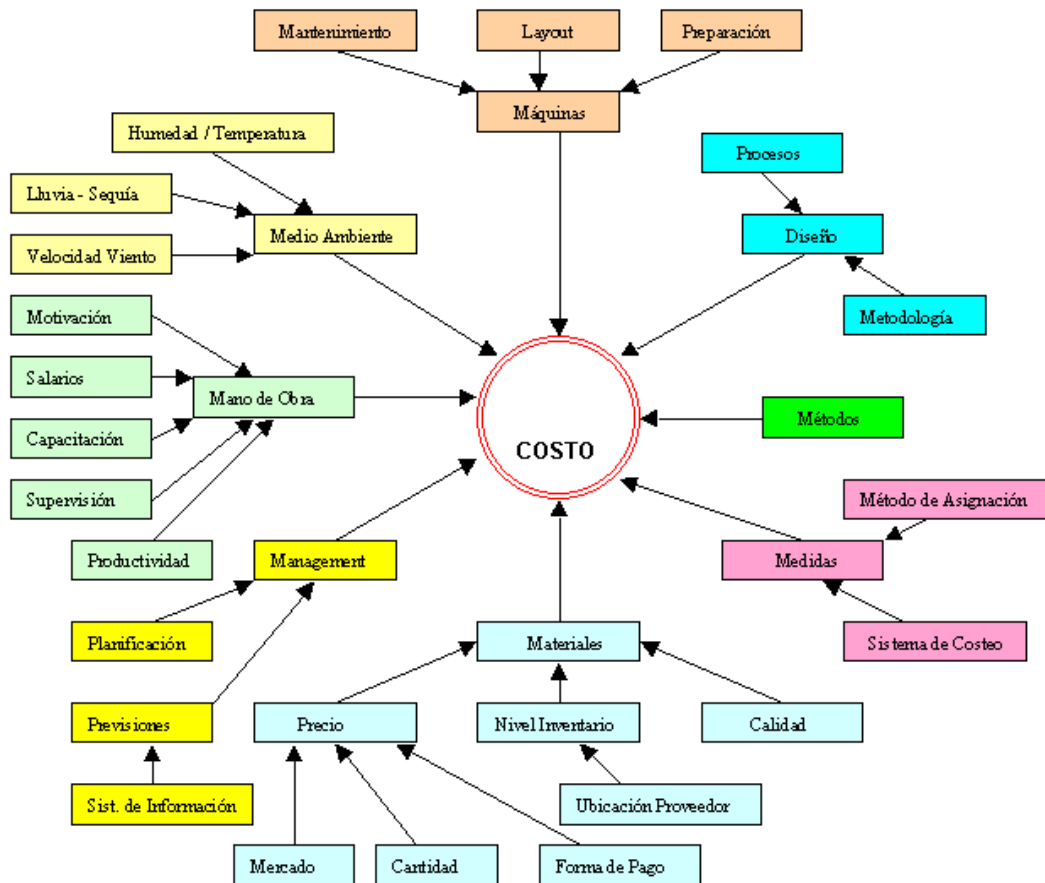 Mantenimiento
Layout
Preparación
Máquinas
Humedad / Temperatura
Procesos
Lluvia - Sequía
Medio Ambiente
Diseño
Velocidad Viento
Motivación
Metodología
Salarios
Mano de Obra
Métodos
Capacitación
COSTO
Supervisión
Método de Asignación
Productividad
Management
Medidas
Planificación
Materiales
Sistema de Costeo
Previsiones
Precio
Nivel Inventario
Calidad
Sist. de Información
Ubicación Proveedor
Mercado
Cantidad
Forma de Pago